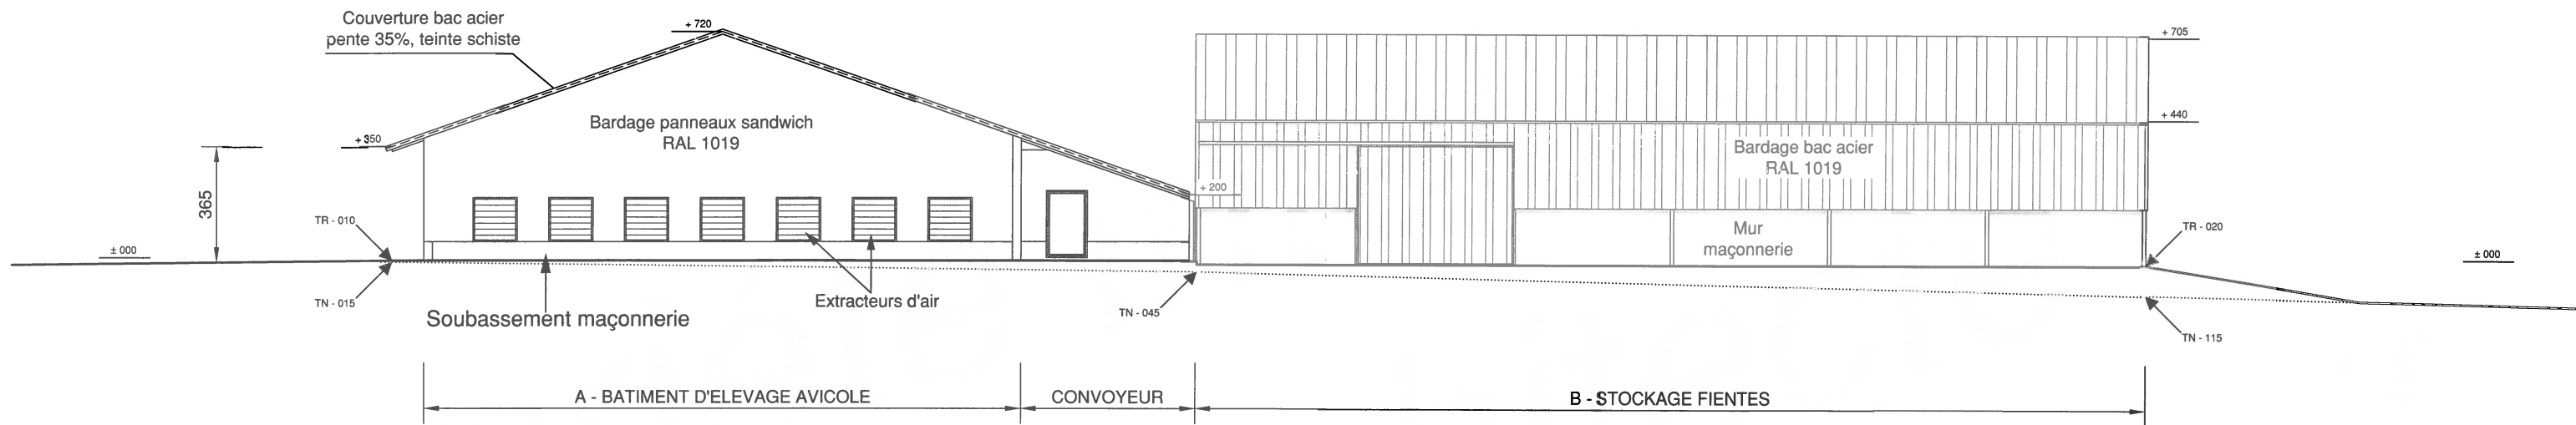 Couverture bac acier
pente 35%, teinte schiste
+ 720
+ 350
365
Bardage panneaux sandwich
RAL 1019
+ 705
+ 440
Bardage bac acier
RAL 1019
+ 200
TR - 010
± 000
TN - 015
Soubassement maçonnerie
Extracteurs d'air
TN - 045
Mur
maçonnerie
TR - 020
± 000
TN - 115
A - BATIMENT D'ELEVAGE AVICOLE
CONVOYEUR
B - STOCKAGE FIENTES